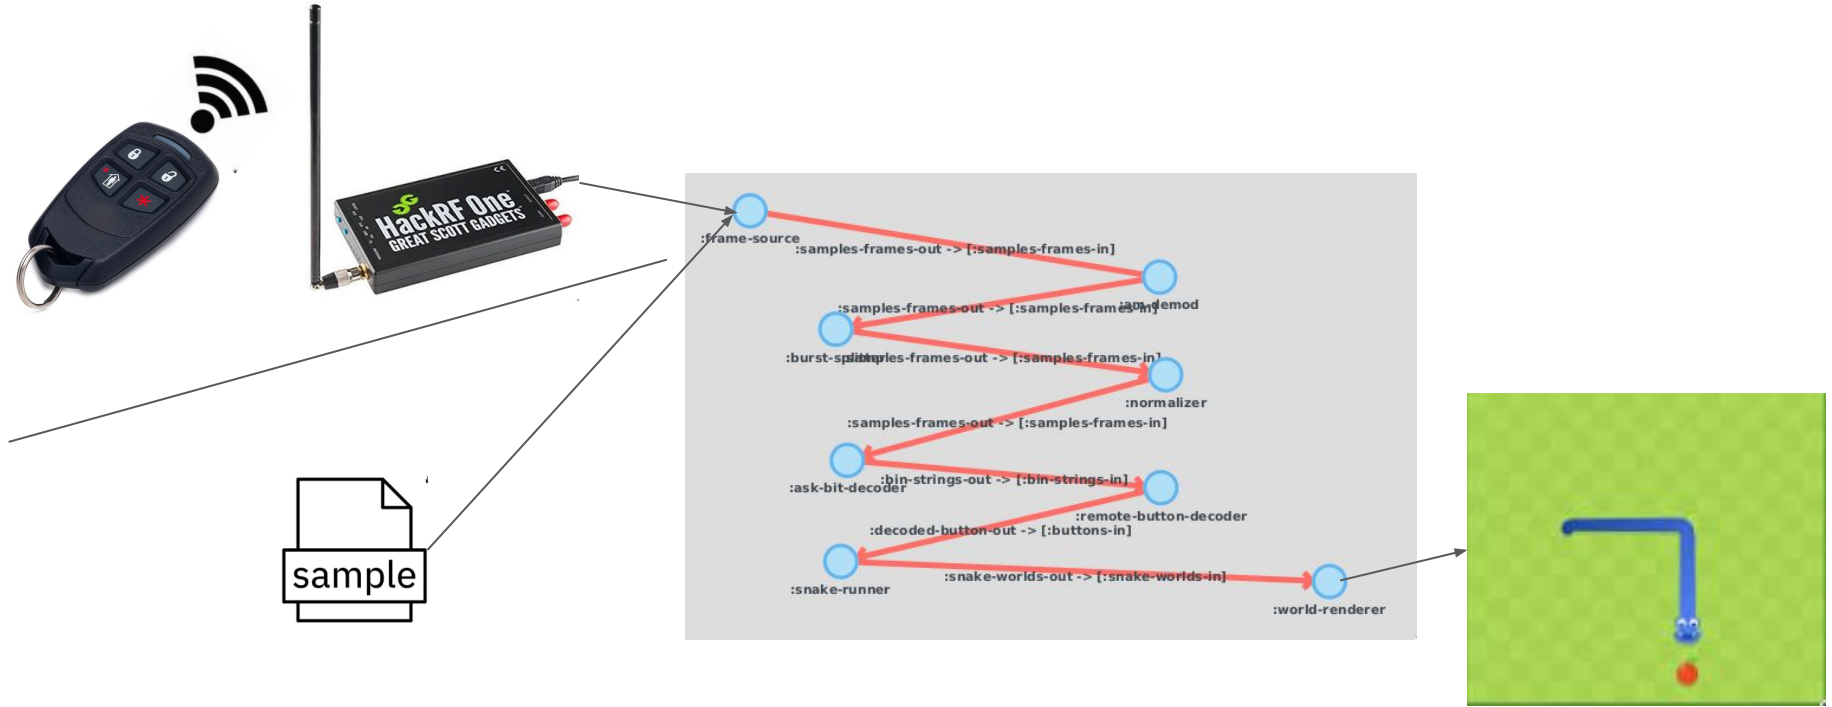 HackRF One
GREAT SCOTT GADGETS
sample
:frame-source
:samples-frames-out -> [:samples-frames-in]
:am-demod
:samples-frames-out -> [:samples-frames-in]
:burst-splitter
:samples-frames-out -> [:samples-frames-in]
:normalizer
:samples-frames-out -> [:samples-frames-in]
:ask-bit-decoder
:bin-strings-out -> [:bin-strings-in]
:remote-button-decoder
:decoded-button-out -> [:buttons-in]
:snake-runner
:snake-worlds-out -> [:snake-worlds-in]
:world-renderer